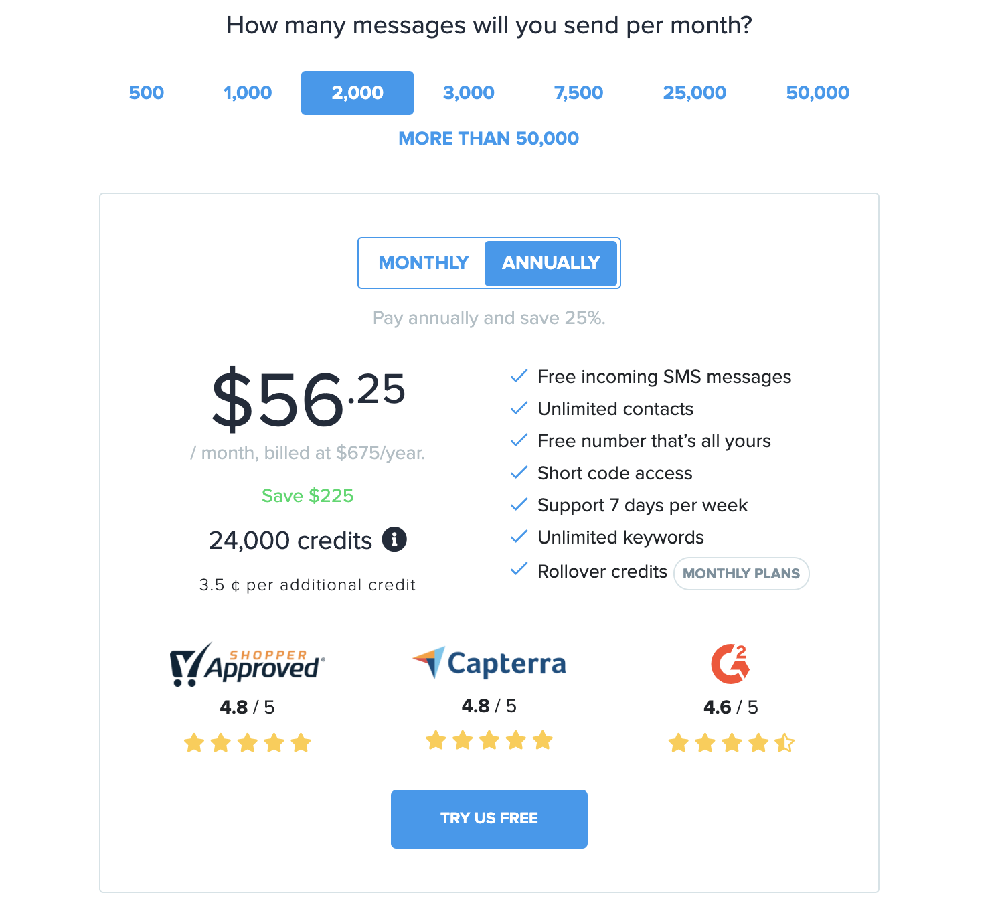 How many messages will you send per month?
500 1,000 2,000 3,000 7,500 25,000 50,000
MORE THAN 50,000
MONTHLY ANNUALLY
Pay annually and save 25%.
$56.25
/ month, billed at $675/year.
Save $225
24,000 credits
3.5 ¢ per additional credit
Free incoming SMS messages
Unlimited contacts
Free number that’s all yours
Short code access
Support 7 days per week
Unlimited keywords
Rollover credits MONTHLY PLANS
SHOPPER
Approved®
4.8 / 5
Capterra
4.8 / 5
G2
4.6 / 5
TRY US FREE